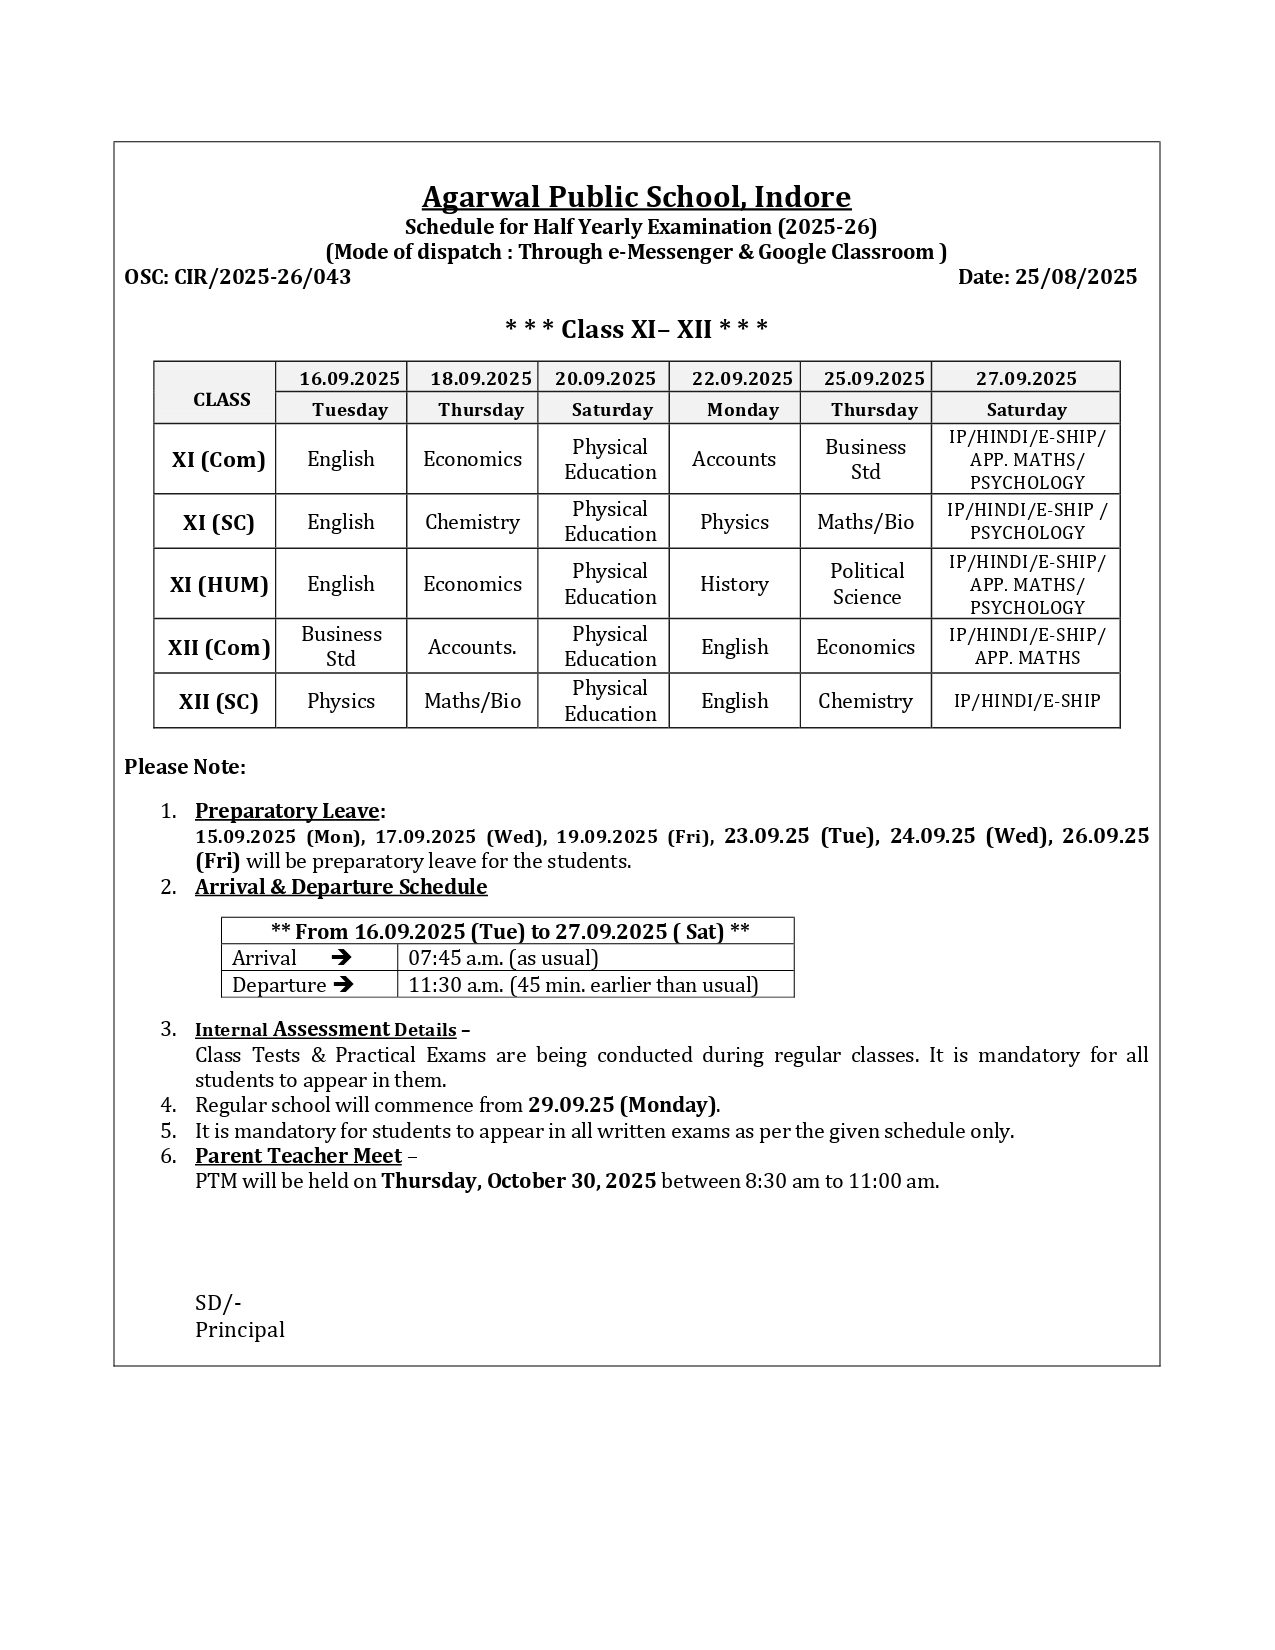 Agarwal Public School, Indore
Schedule for Half Yearly Examination (2025-26)
(Mode of dispatch : Through e-Messenger & Google Classroom )
OSC: CIR/2025-26/043 Date: 25/08/2025
* * * Class XI– XII * * *
CLASS 16.09.2025 18.09.2025 20.09.2025 22.09.2025 25.09.2025 27.09.2025
Tuesday Thursday Saturday Monday Thursday Saturday
XI (Com) English Economics Physical Education Accounts Business Std IP/HINDI/E-SHIP/ APP. MATHS/ PSYCHOLOGY
XI (SC) English Chemistry Physical Education Physics Maths/Bio IP/HINDI/E-SHIP / PSYCHOLOGY
XI (HUM) English Economics Physical Education History Political Science IP/HINDI/E-SHIP/ APP. MATHS/ PSYCHOLOGY
XII (Com) Business Std Accounts. Physical Education English Economics IP/HINDI/E-SHIP/ APP. MATHS
XII (SC) Physics Maths/Bio Physical Education English Chemistry IP/HINDI/E-SHIP
Please Note:
1. Preparatory Leave:
15.09.2025 (Mon), 17.09.2025 (Wed), 19.09.2025 (Fri), 23.09.25 (Tue), 24.09.25 (Wed), 26.09.25
(Fri) will be preparatory leave for the students.
2. Arrival & Departure Schedule
** From 16.09.2025 (Tue) to 27.09.2025 ( Sat) **
Arrival ➔ 07:45 a.m. (as usual)
Departure ➔ 11:30 a.m. (45 min. earlier than usual)
3. Internal Assessment Details –
Class Tests & Practical Exams are being conducted during regular classes. It is mandatory for all
students to appear in them.
4. Regular school will commence from 29.09.25 (Monday).
5. It is mandatory for students to appear in all written exams as per the given schedule only.
6. Parent Teacher Meet –
PTM will be held on Thursday, October 30, 2025 between 8:30 am to 11:00 am.
SD/-
Principal